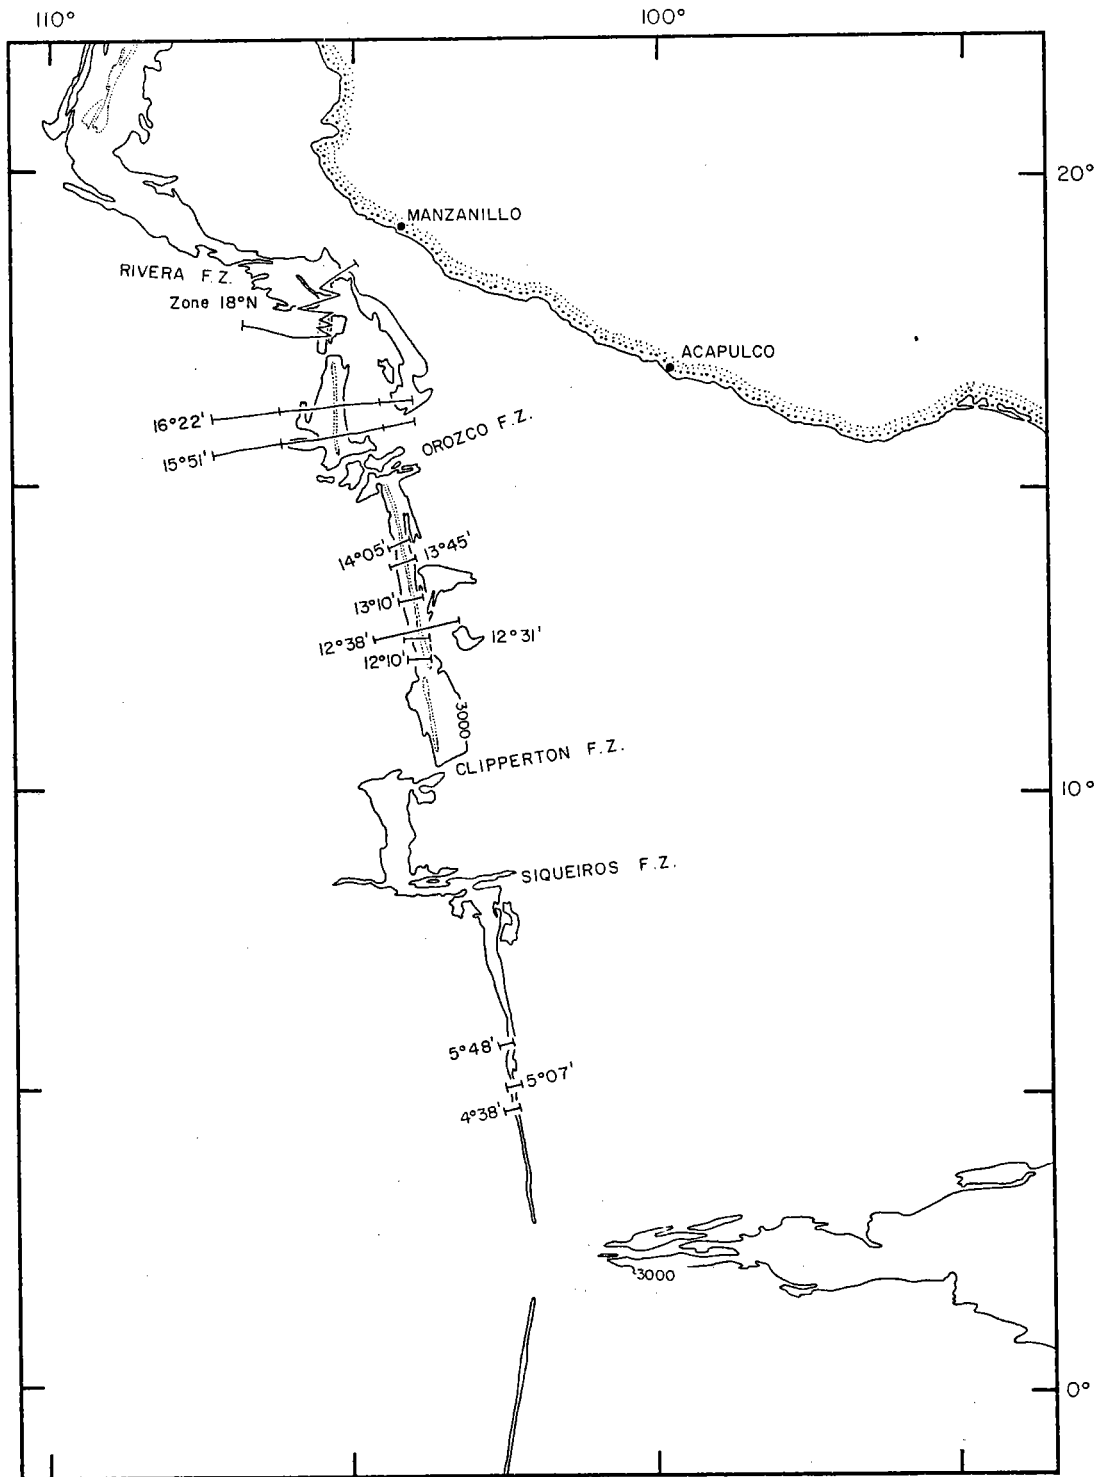 110°
100°
20°
MANZANILLO
RIVERA F.Z.
Zone 18°N
ACAPULCO
16°22'
OROZCO F.Z.
15°51'
14°05'
13°45'
13°10'
12°38'
12°31'
12°10'
3000
CLIPPERTON F.Z.
10°
SIQUEIROS F.Z.
5°48'
5°07'
4°38'
3000
0°